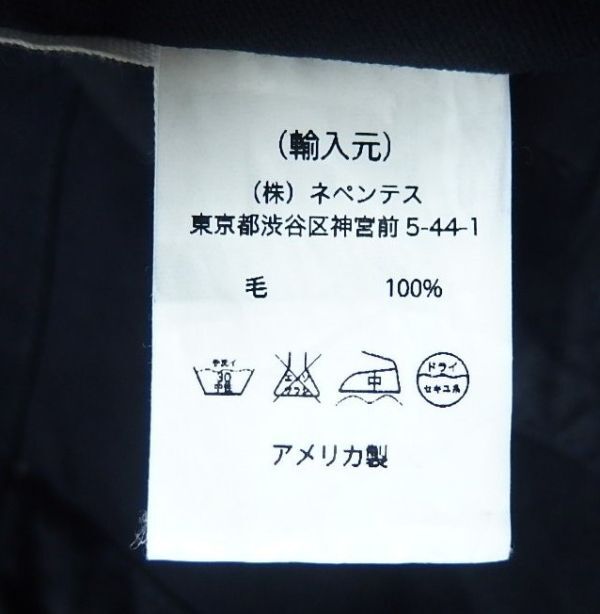 （輸入元）
（株）ネペンテス
東京都渋谷区神宮前 5-44-1
毛 100%
手洗イ 30 中性 エンソ サラシ 中 ドライ セキユ系
アメリカ製